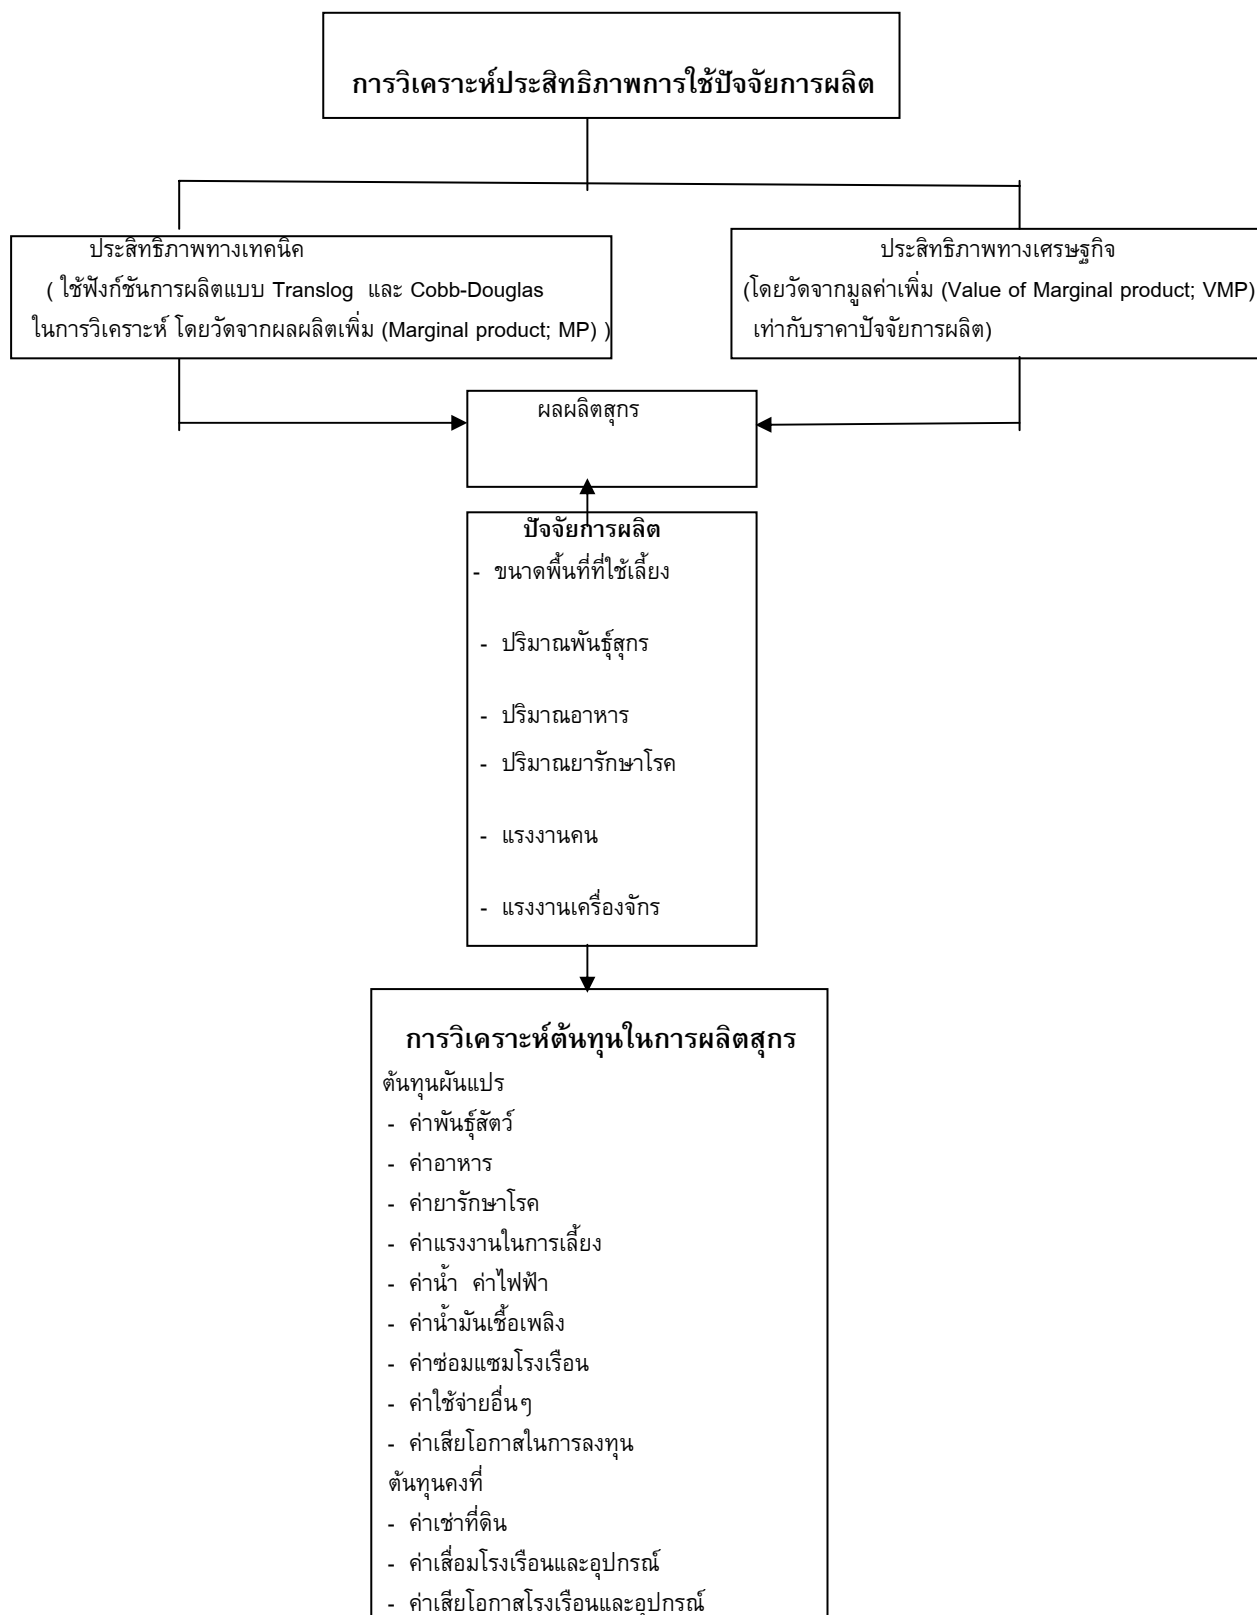 การวิเคราะห์ประสิทธิภาพการใช้ปัจจัยการผลิต
ประสิทธิภาพทางเทคนิค
( ใช้ฟังก์ชันการผลิตแบบ Translog และ Cobb-Douglas
ในการวิเคราะห์ โดยวัดจากผลผลิตเพิ่ม (Marginal product; MP) )
ประสิทธิภาพทางเศรษฐกิจ
(โดยวัดจากมูลค่าเพิ่ม (Value of Marginal product; VMP)
เท่ากับราคาปัจจัยการผลิต)
ผลผลิตสุกร
ปัจจัยการผลิต
- ขนาดพื้นที่ที่ใช้เลี้ยง
- ปริมาณพันธุ์สุกร
- ปริมาณอาหาร
- ปริมาณยารักษาโรค
- แรงงานคน
- แรงงานเครื่องจักร
การวิเคราะห์ต้นทุนในการผลิตสุกร
ต้นทุนผันแปร
- ค่าพันธุ์สัตว์
- ค่าอาหาร
- ค่ายารักษาโรค
- ค่าแรงงานในการเลี้ยง
- ค่าน้ำ ค่าไฟฟ้า
- ค่าน้ำมันเชื้อเพลิง
- ค่าซ่อมแซมโรงเรือน
- ค่าใช้จ่ายอื่นๆ
- ค่าเสียโอกาสในการลงทุน
ต้นทุนคงที่
- ค่าเช่าที่ดิน
- ค่าเสื่อมโรงเรือนและอุปกรณ์
- ค่าเสียโอกาสโรงเรือนและอุปกรณ์